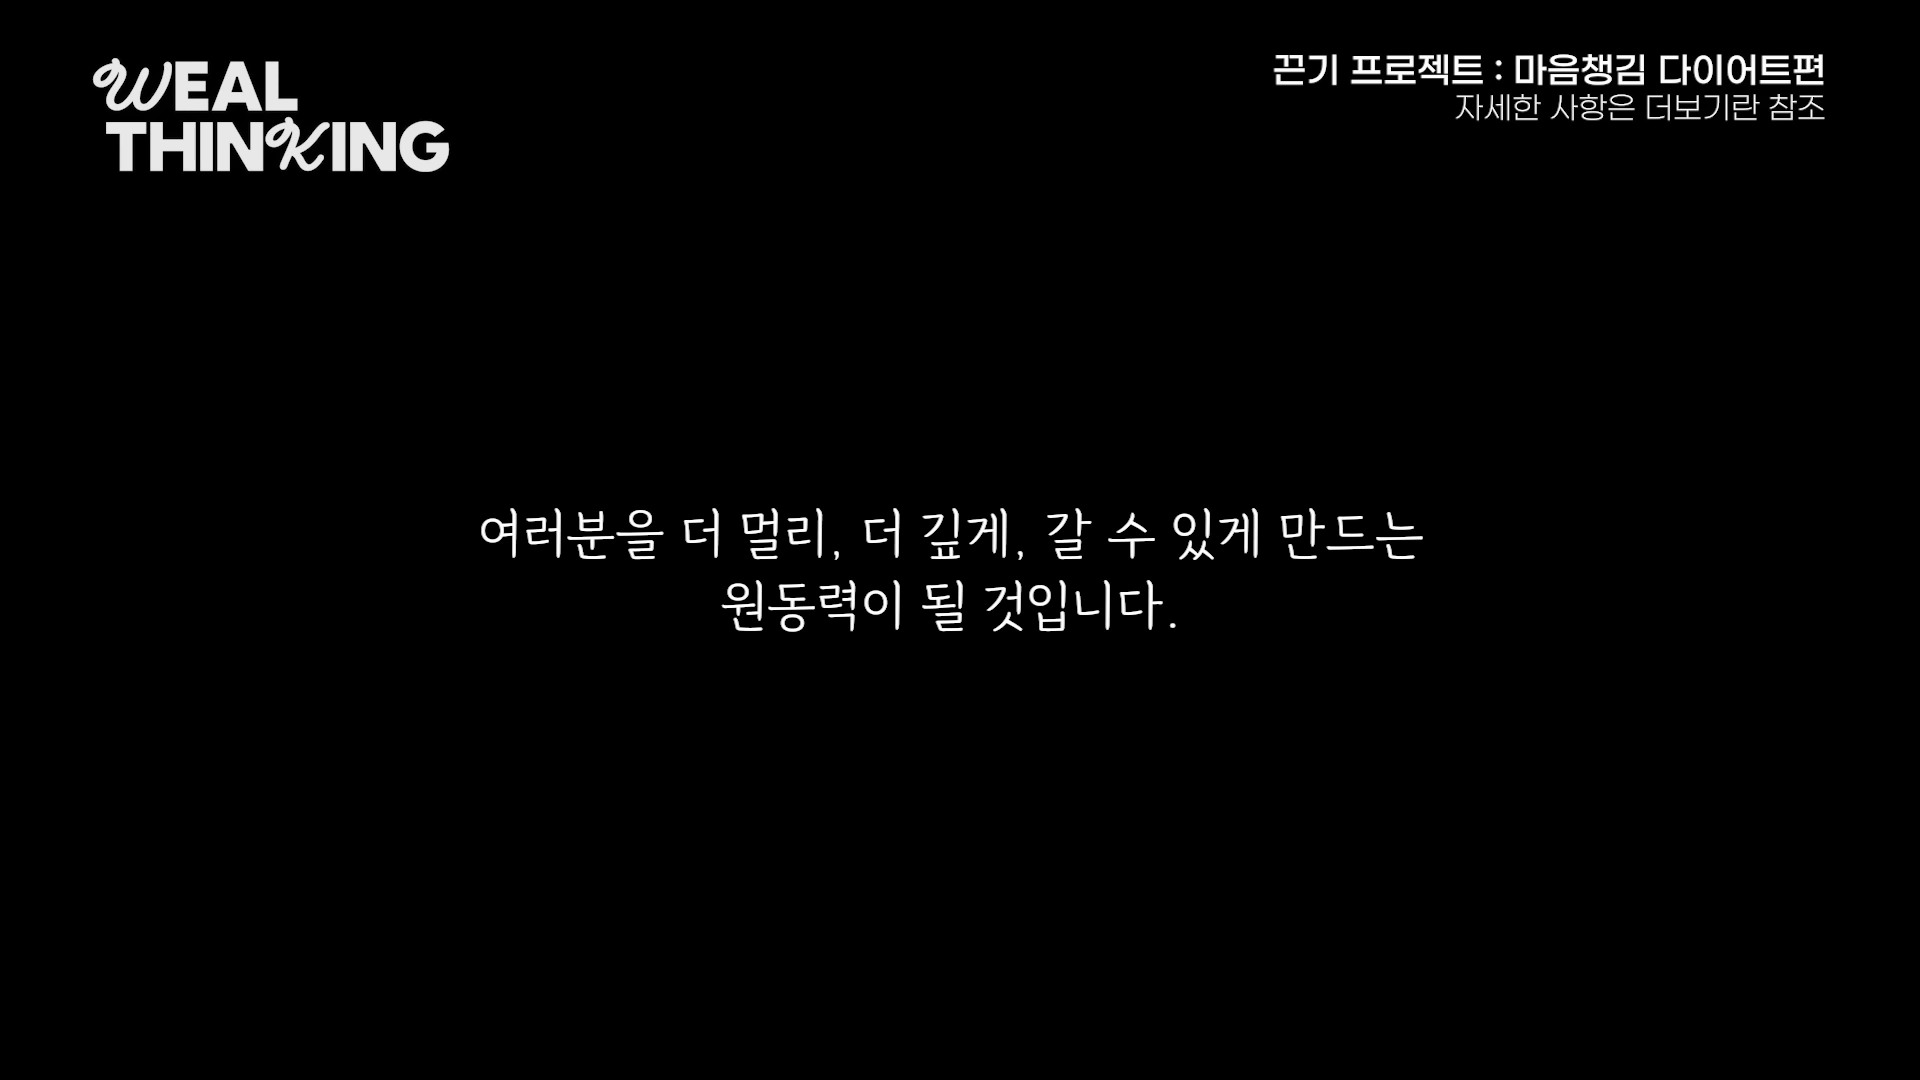 WEAL
THINKING
끈기 프로젝트 : 마음챙김 다이어트편
자세한 사항은 더보기란 참조
여러분을 더 멀리, 더 깊게, 갈 수 있게 만드는
원동력이 될 것입니다.